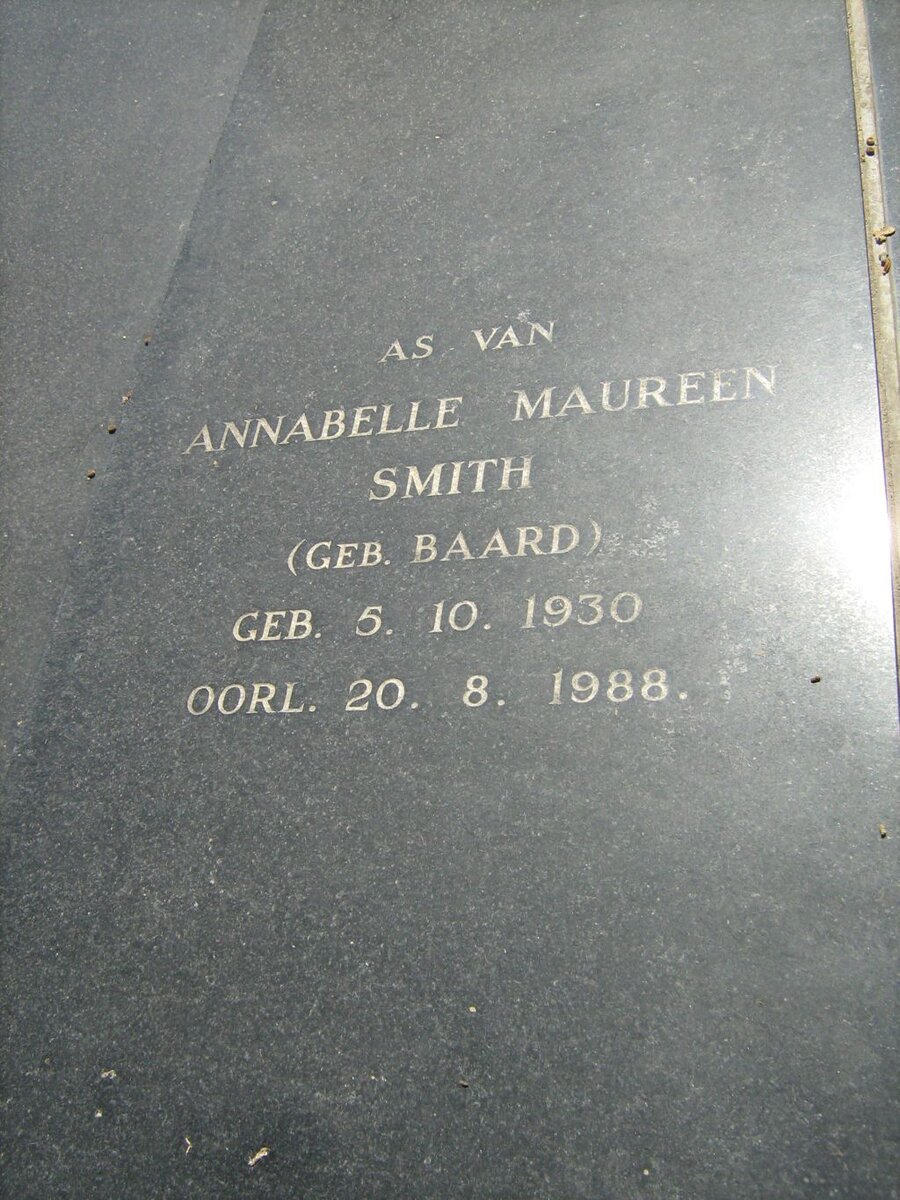 AS VAN
ANNABELLE MAUREEN
SMITH
(GEB. BAARD)
GEB. 5. 10. 1930
OORL. 20. 8. 1988.